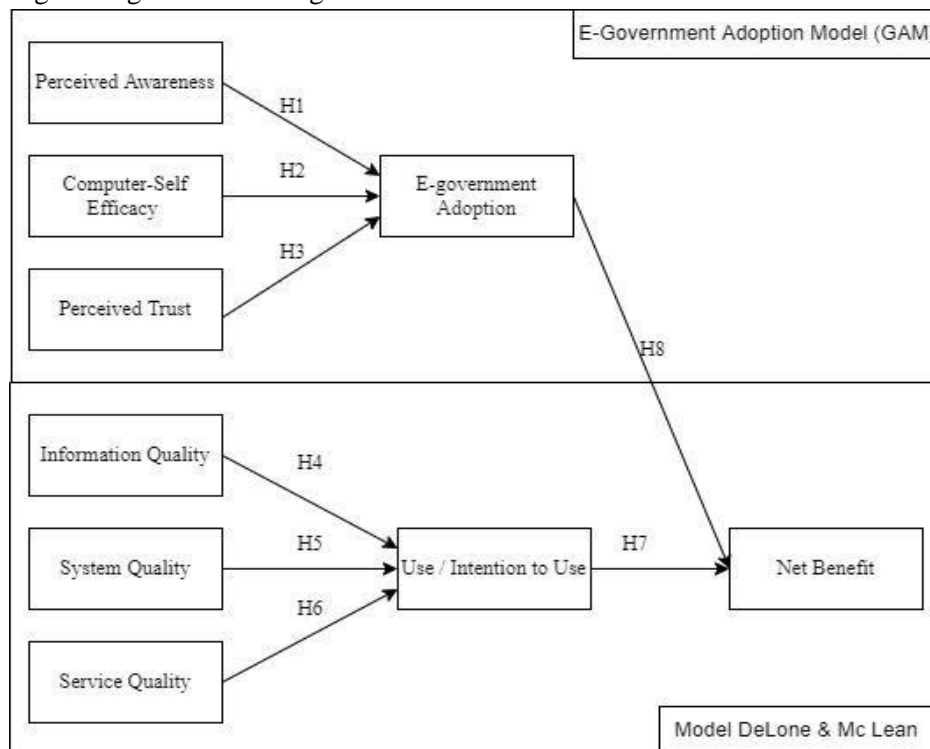 E-Government Adoption Model (GAM)
Perceived Awareness
H1
Computer-Self
Efficacy
H2
E-government
Adoption
H3
Perceived Trust
H8
Information Quality
H4
System Quality
H5
Use / Intention to Use
H7
Net Benefit
H6
Service Quality
Model DeLone & Mc Lean